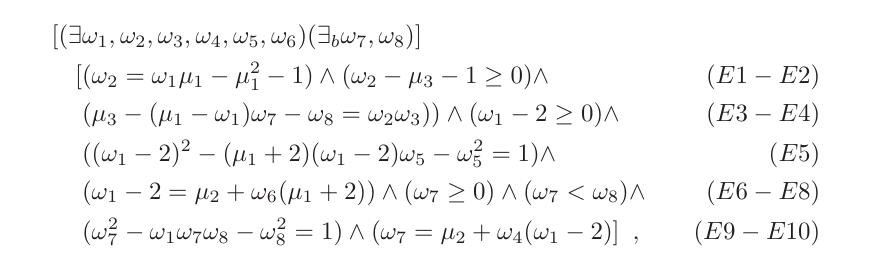 [(∃ω₁, ω₂, ω₃, ω₄, ω₅, ω₆)(∃_bω₇, ω₈)]
[(ω₂ = ω₁μ₁ − μ₁² − 1) ∧ (ω₂ − μ₃ − 1 ≥ 0)∧ (E1 − E2)
(μ₃ − (μ₁ − ω₁)ω₇ − ω₈ = ω₂ω₃)) ∧ (ω₁ − 2 ≥ 0)∧ (E3 − E4)
((ω₁ − 2)² − (μ₁ + 2)(ω₁ − 2)ω₅ − ω₅² = 1)∧ (E5)
(ω₁ − 2 = μ₂ + ω₆(μ₁ + 2)) ∧ (ω₇ ≥ 0) ∧ (ω₇ < ω₈)∧ (E6 − E8)
(ω₇² − ω₁ω₇ω₈ − ω₈² = 1) ∧ (ω₇ = μ₂ + ω₄(ω₁ − 2)] , (E9 − E10)